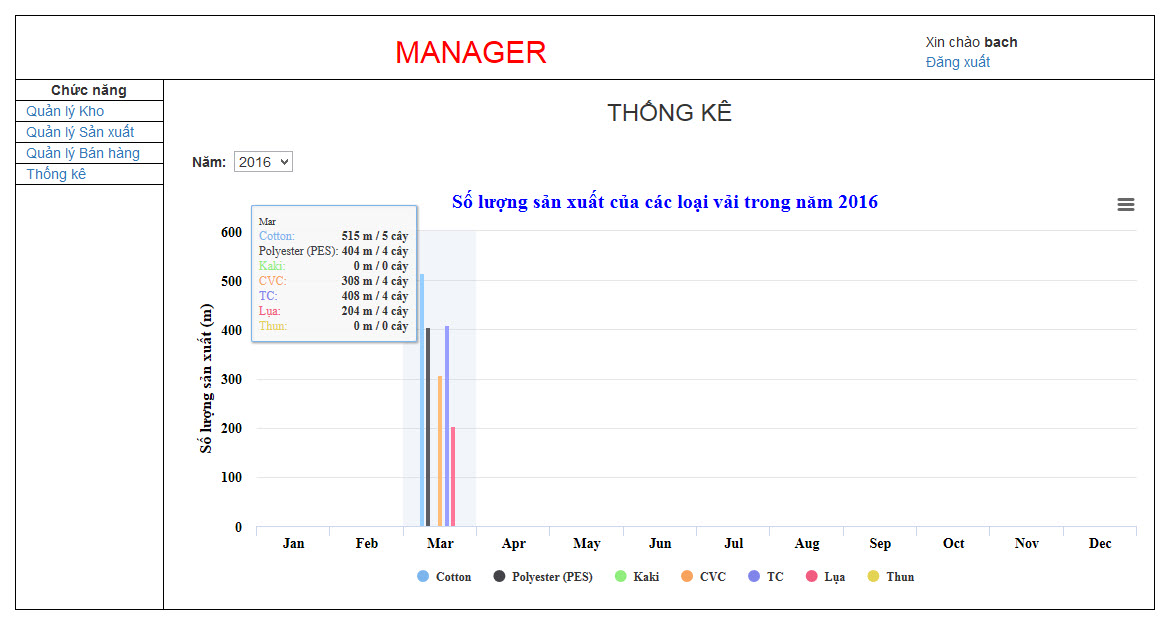 MANAGER
Xin chào bach
Đăng xuất
Chức năng
Quản lý Kho
Quản lý Sản xuất
Quản lý Bán hàng
Thống kê
THỐNG KÊ
Năm: 2016
Số lượng sản xuất của các loại vải trong năm 2016
Mar
Cotton: 515 m / 5 cây
Polyester (PES): 404 m / 4 cây
Kaki: 0 m / 0 cây
CVC: 308 m / 4 cây
TC: 408 m / 4 cây
Lụa: 204 m / 4 cây
Thun: 0 m / 0 cây
Số lượng sản xuất (m)
600
500
400
300
200
100
0
Jan Feb Mar Apr May Jun Jul Aug Sep Oct Nov Dec
Cotton Polyester (PES) Kaki CVC TC Lụa Thun